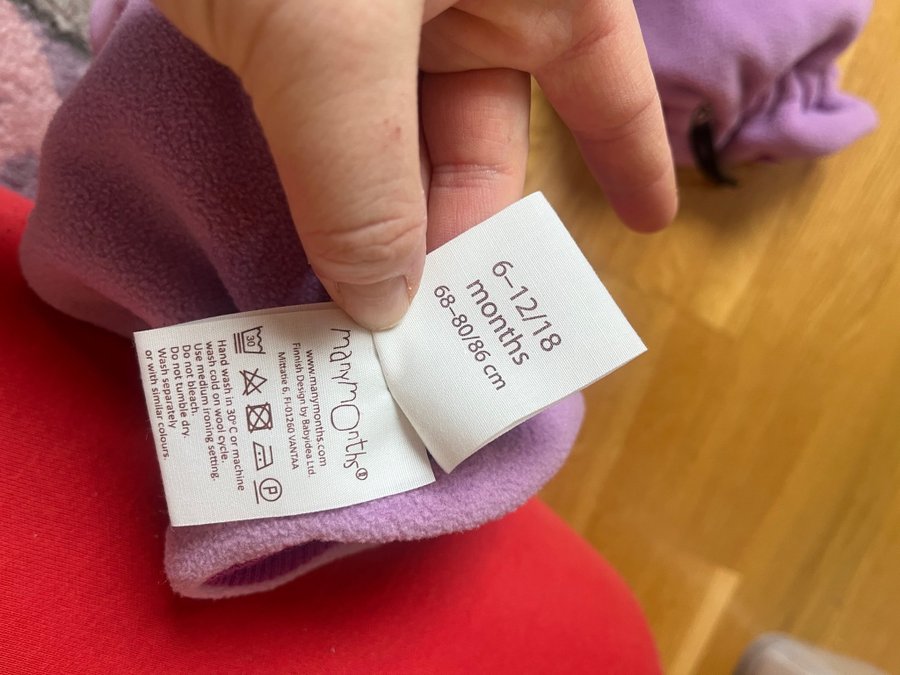 manymonths®
www.manymonths.com
Finnish Design by Babyidea Ltd.
Mittatie 6. FI-01260 VANTAA
30
P
Hand wash in 30° C or machine
wash cold on wool cycle.
Use medium ironing setting.
Do not bleach.
Do not tumble dry.
Wash separately
or with similar colours.
6–12/18
months
68–80/86 cm